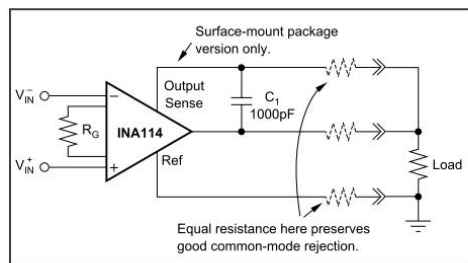 Surface-mount package
version only.
Output
Sense
C₁
1000pF
V⁻IN
RG
INA114
V⁺IN
Ref
Load
Equal resistance here preserves
good common-mode rejection.